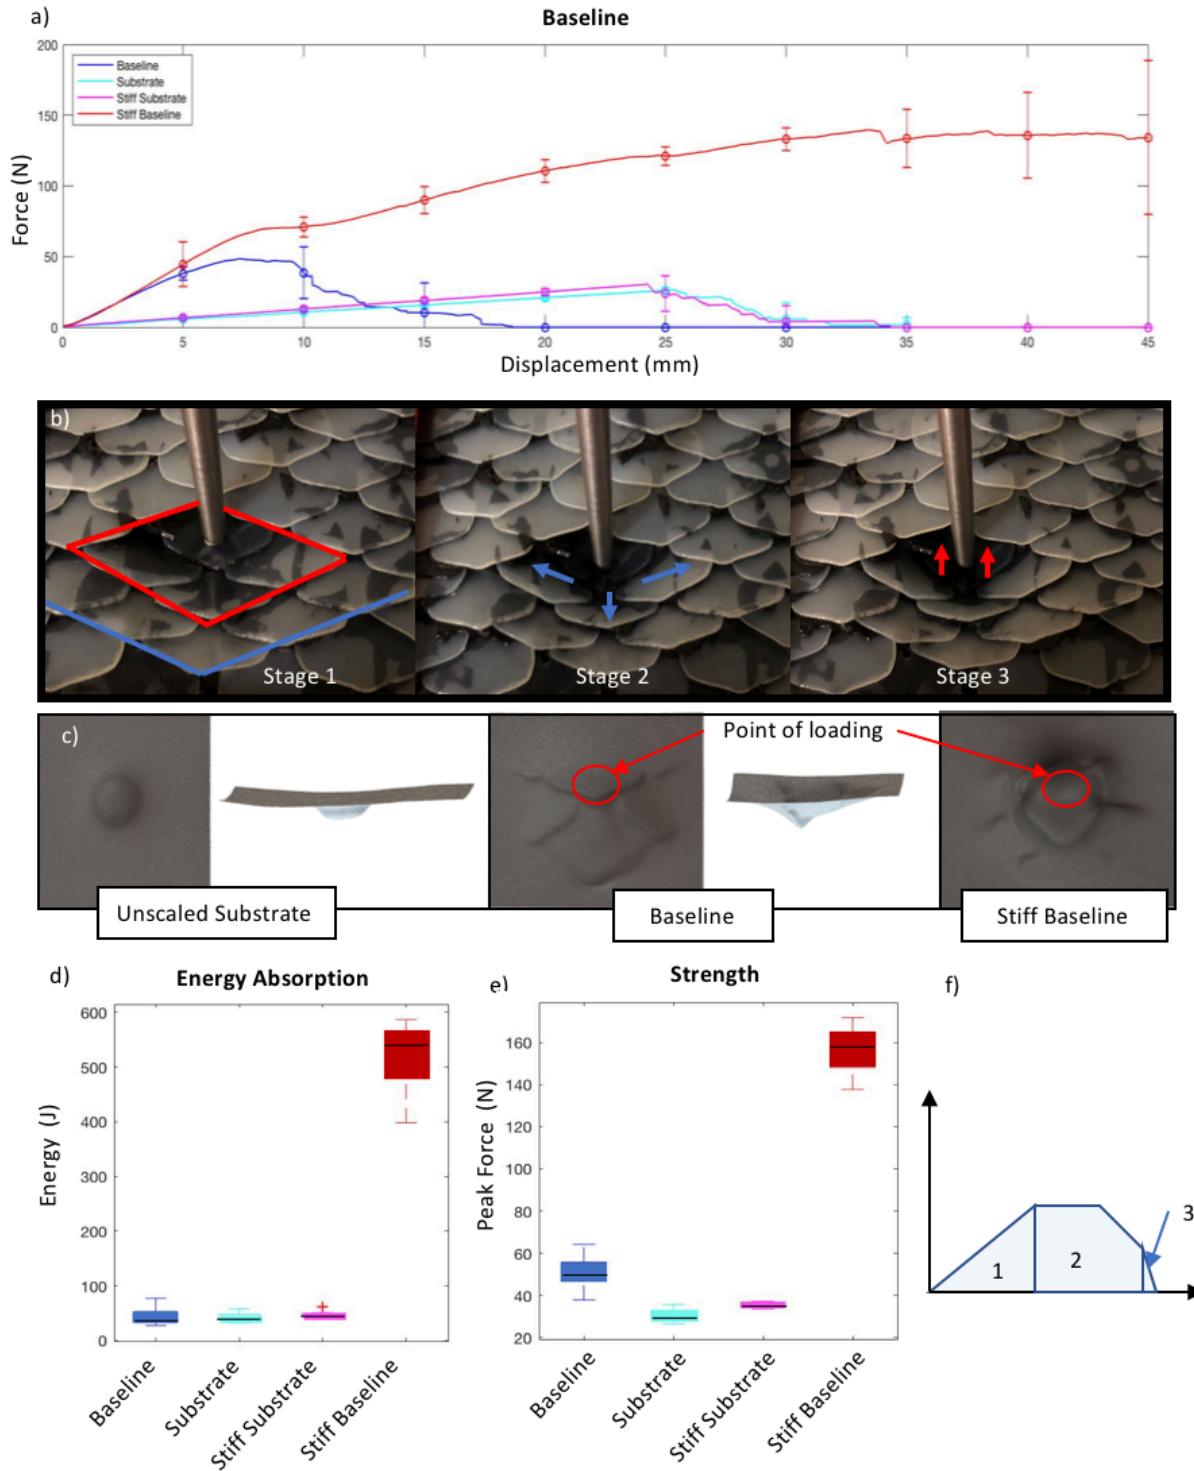 a)
Baseline
Force (N)
200
150
100
50
0
Baseline
Substrate
Stiff Substrate
Stiff Baseline
0 5 10 15 20 25 30 35 40 45
Displacement (mm)
b)
Stage 1
Stage 2
Stage 3
c)
Point of loading
Unscaled Substrate
Baseline
Stiff Baseline
d)
Energy Absorption
Energy (J)
600
500
400
300
200
100
0
Baseline
Substrate
Stiff Substrate
Stiff Baseline
e)
Strength
Peak Force (N)
160
140
120
100
80
60
40
20
Baseline
Substrate
Stiff Substrate
Stiff Baseline
f)
1
2
3